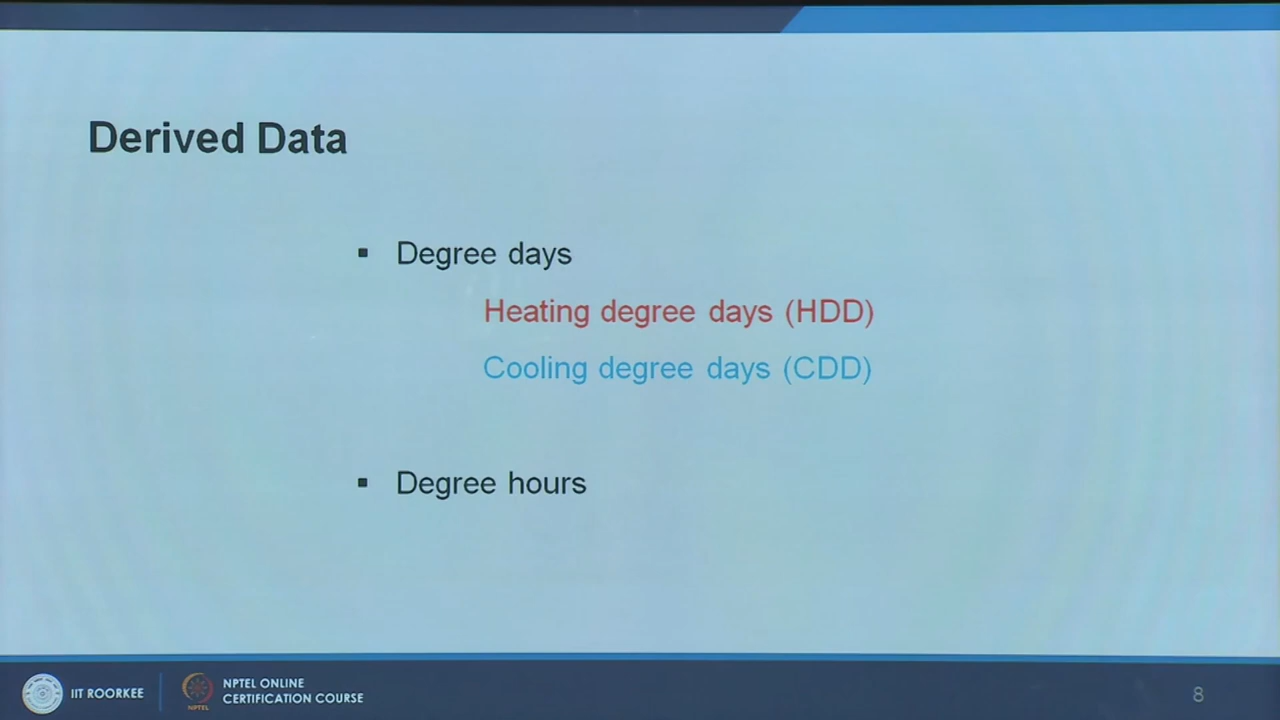 Derived Data
▪ Degree days
Heating degree days (HDD)
Cooling degree days (CDD)
▪ Degree hours
IIT ROORKEE
NPTEL
NPTEL ONLINE
CERTIFICATION COURSE
8